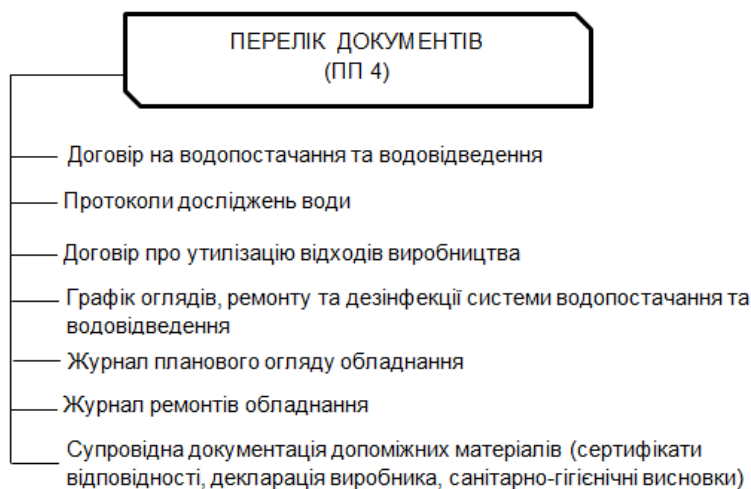 ПЕРЕЛІК ДОКУМЕНТІВ
(ПП 4)
Договір на водопостачання та водовідведення
Протоколи досліджень води
Договір про утилізацію відходів виробництва
Графік оглядів, ремонту та дезінфекції системи водопостачання та
водовідведення
Журнал планового огляду обладнання
Журнал ремонтів обладнання
Супровідна документація допоміжних матеріалів (сертифікати
відповідності, декларація виробника, санітарно-гігієнічні висновки)